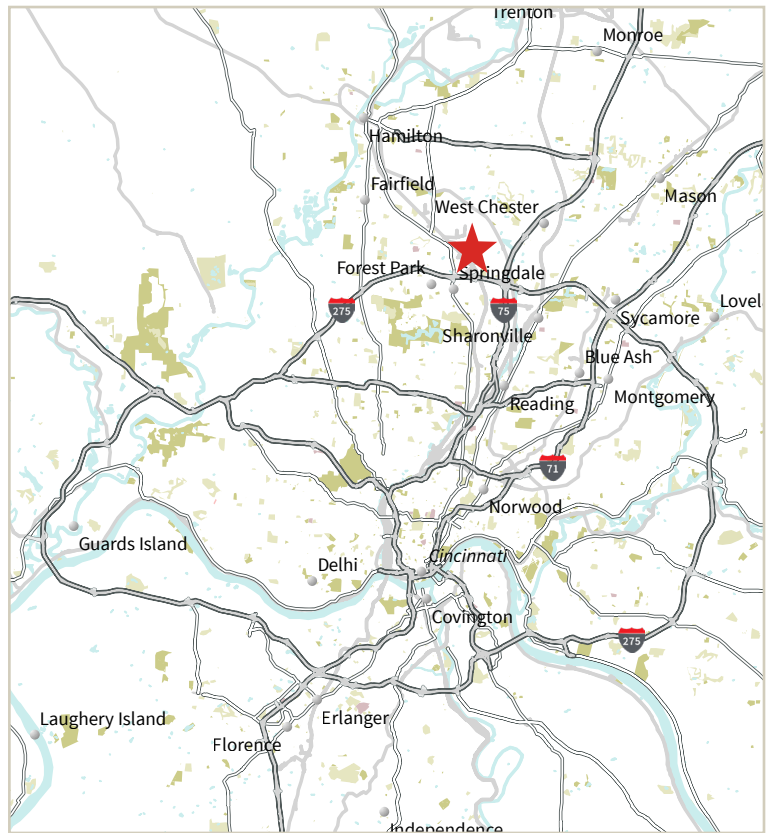 Trenton
Monroe
Hamilton
Fairfield
Mason
West Chester
Forest Park
Springdale
275
75
Lovel
Sycamore
Sharonville
Blue Ash
Reading
Montgomery
71
Norwood
Guards Island
Cincinnati
Delhi
Covington
275
Laughery Island
Erlanger
Florence
Independence